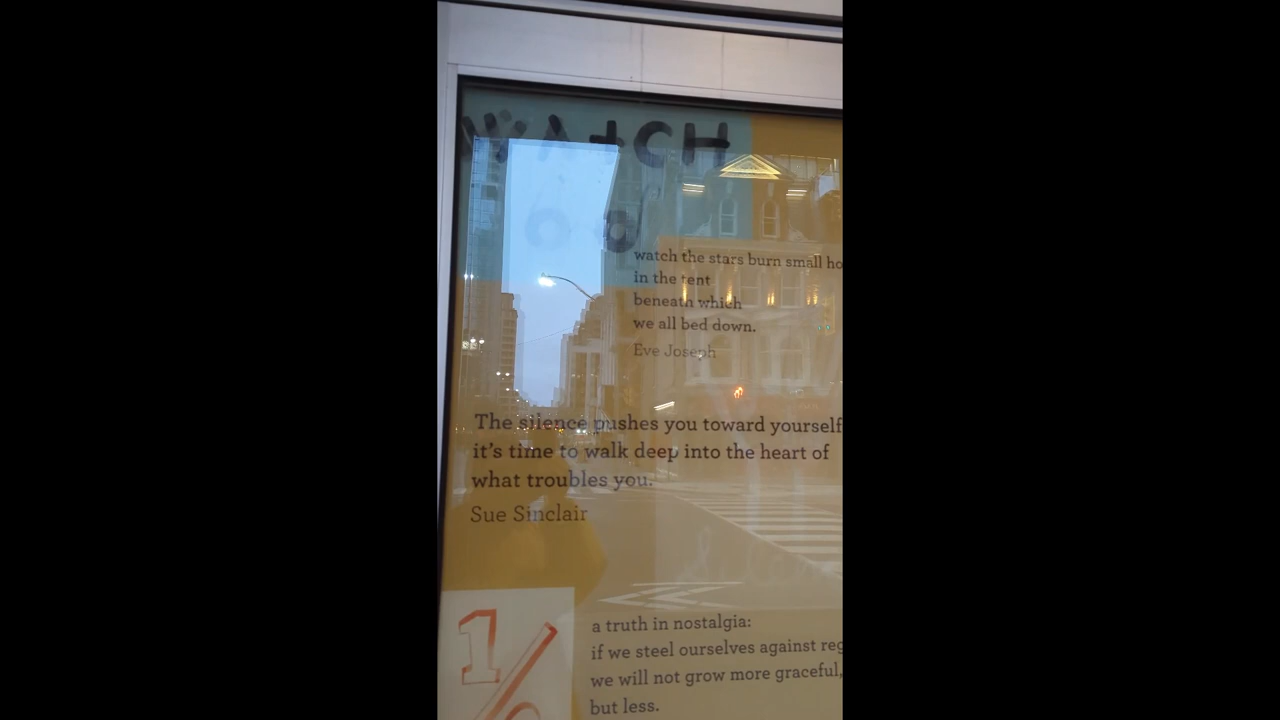 WAtCH
watch the stars burn small ho
in the tent
beneath which
we all bed down.
Eve Joseph
The silence pushes you toward yourself
it's time to walk deep into the heart of
what troubles you.
Sue Sinclair
1/
a truth in nostalgia:
if we steel ourselves against reg
we will not grow more graceful,
but less.